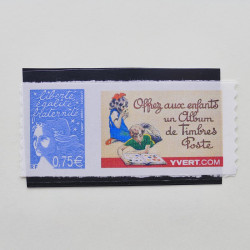 liberté
égalité
fraternité
0,75€
Offrez aux enfants
un Album
de Timbres
Poste
YVERT.COM